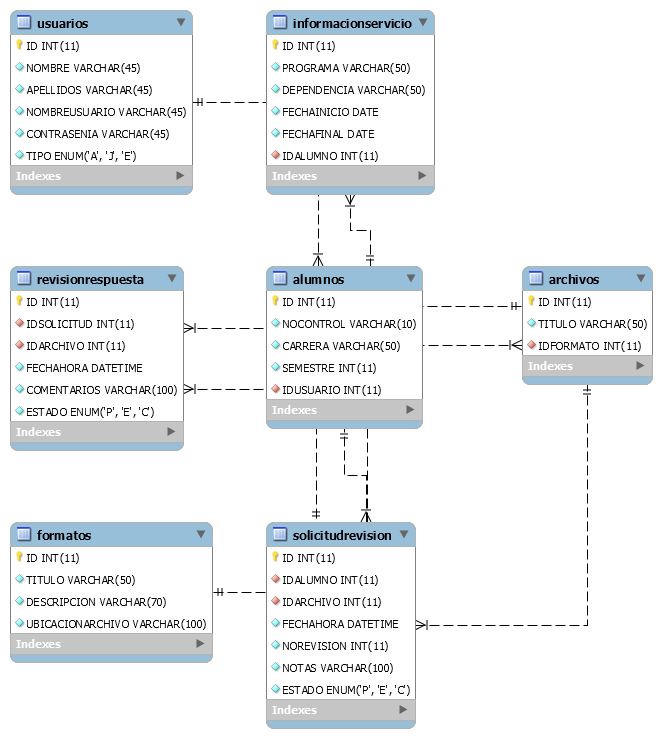 usuarios
ID INT(11)
NOMBRE VARCHAR(45)
APELLIDOS VARCHAR(45)
NOMBREUSUARIO VARCHAR(45)
CONTRASENIA VARCHAR(45)
TIPO ENUM('A', 'J', 'E')
Indexes
informacionservicio
ID INT(11)
PROGRAMA VARCHAR(50)
DEPENDENCIA VARCHAR(50)
FECHAINICIO DATE
FECHAFINAL DATE
IDALUMNO INT(11)
Indexes
revisionrespuesta
ID INT(11)
IDSOLICITUD INT(11)
IDARCHIVO INT(11)
FECHAHORA DATETIME
COMENTARIOS VARCHAR(100)
ESTADO ENUM('P', 'E', 'C')
Indexes
alumnos
ID INT(11)
NOCONTROL VARCHAR(10)
CARRERA VARCHAR(50)
SEMESTRE INT(11)
IDUSUARIO INT(11)
Indexes
archivos
ID INT(11)
TITULO VARCHAR(50)
IDFORMATO INT(11)
Indexes
formatos
ID INT(11)
TITULO VARCHAR(50)
DESCRIPCION VARCHAR(70)
UBICACIONARCHIVO VARCHAR(100)
Indexes
solicitudrevision
ID INT(11)
IDALUMNO INT(11)
IDARCHIVO INT(11)
FECHAHORA DATETIME
NOREVISION INT(11)
NOTAS VARCHAR(100)
ESTADO ENUM('P', 'E', 'C')
Indexes